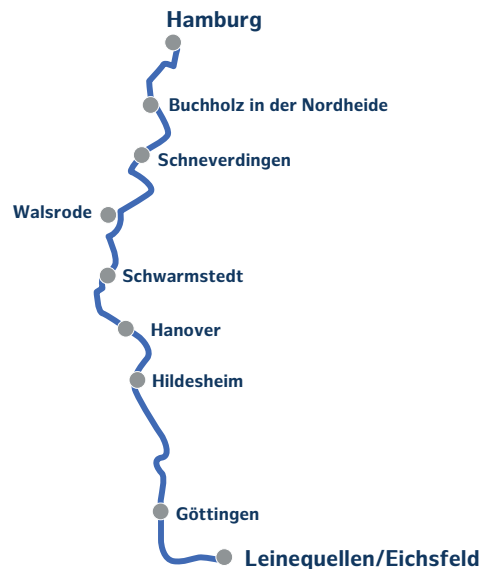 Hamburg
Buchholz in der Nordheide
Schneverdingen
Walsrode
Schwarmstedt
Hanover
Hildesheim
Göttingen
Leinequellen/Eichsfeld